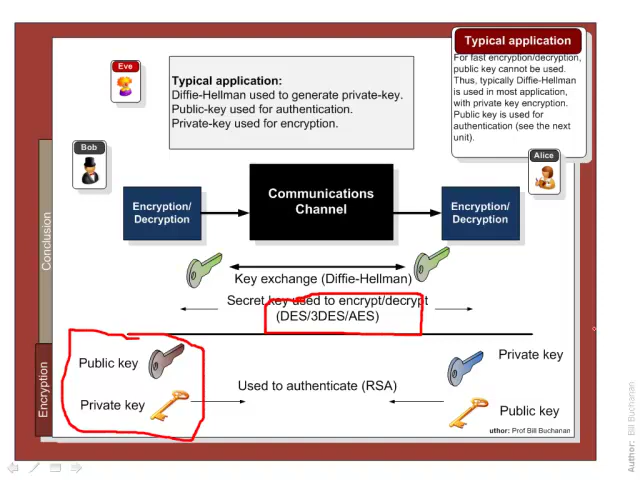 Typical application
For fast encryption/decryption,
public key cannot be used.
Thus, typically Diffie-Hellman
is used in most application,
with private key encryption.
Public key is used for
authentication (see the next
unit).
Eve
Typical application:
Diffie-Hellman used to generate private-key.
Public-key used for authentication.
Private-key used for encryption.
Bob
Alice
Encryption/
Decryption
Communications
Channel
Encryption/
Decryption
Conclusion
Key exchange (Diffie-Hellman)
Secret key used to encrypt/decrypt
(DES/3DES/AES)
Encryption
Public key
Private key
Private key
Used to authenticate (RSA)
Public key
uthor: Prof Bill Buchanan
Author: Bill Buchanan